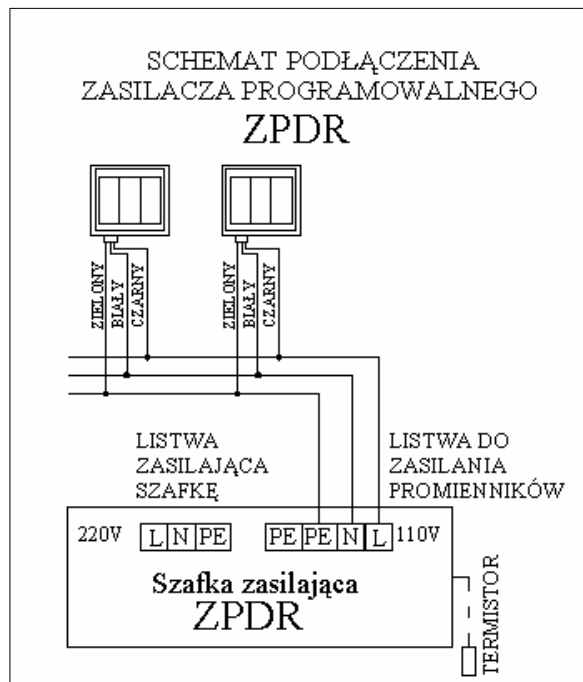 SCHEMAT PODŁĄCZENIA
ZASILACZA PROGRAMOWALNEGO
ZPDR
ZIELONY
BIAŁY
CZARNY
ZIELONY
BIAŁY
CZARNY
LISTWA
ZASILAJĄCA
SZAFKĘ
LISTWA DO
ZASILANIA
PROMIENNIKÓW
220V L N PE PE PE N L 110V
Szafka zasilająca
ZPDR
TERMISTOR